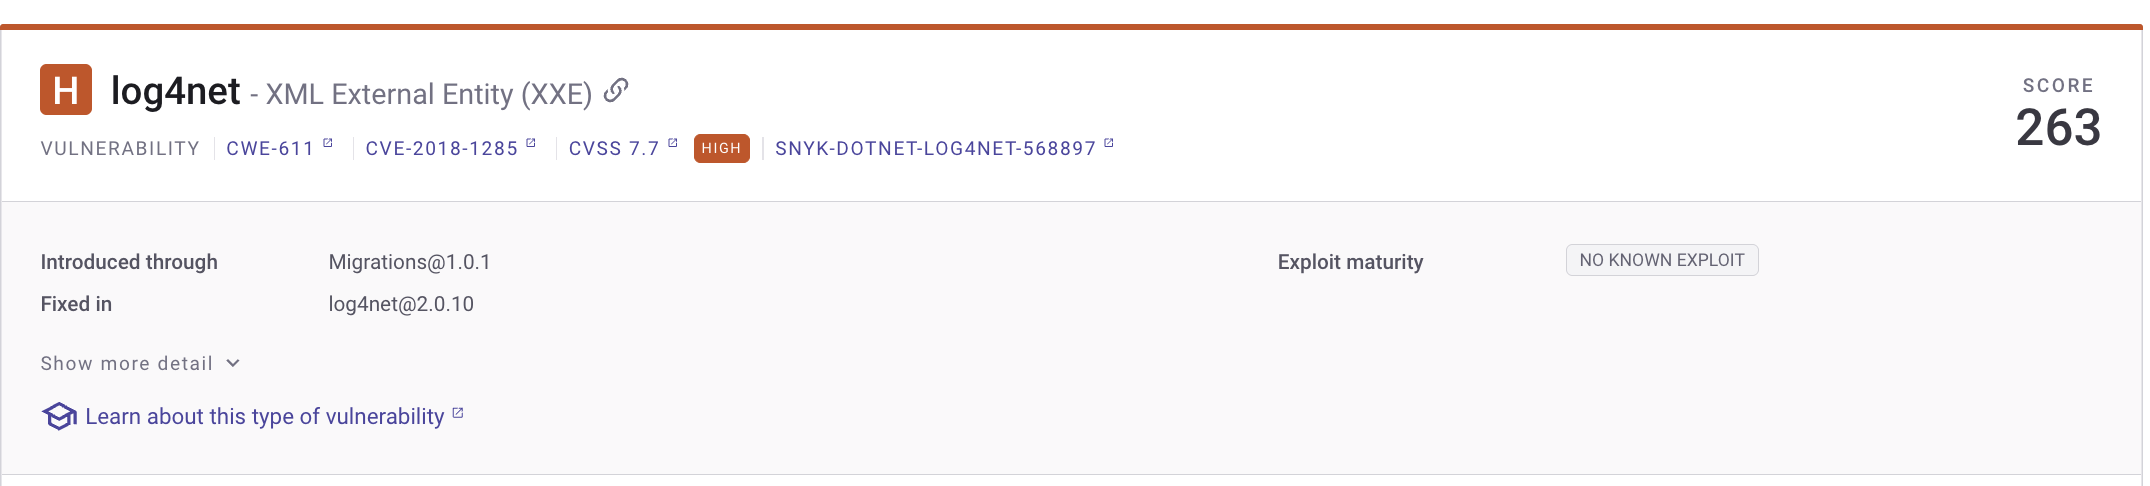 H log4net - XML External Entity (XXE)
SCORE
263
VULNERABILITY CWE-611 CVE-2018-1285 CVSS 7.7 HIGH SNYK-DOTNET-LOG4NET-568897
Introduced through Migrations@1.0.1
Exploit maturity NO KNOWN EXPLOIT
Fixed in log4net@2.0.10
Show more detail
Learn about this type of vulnerability